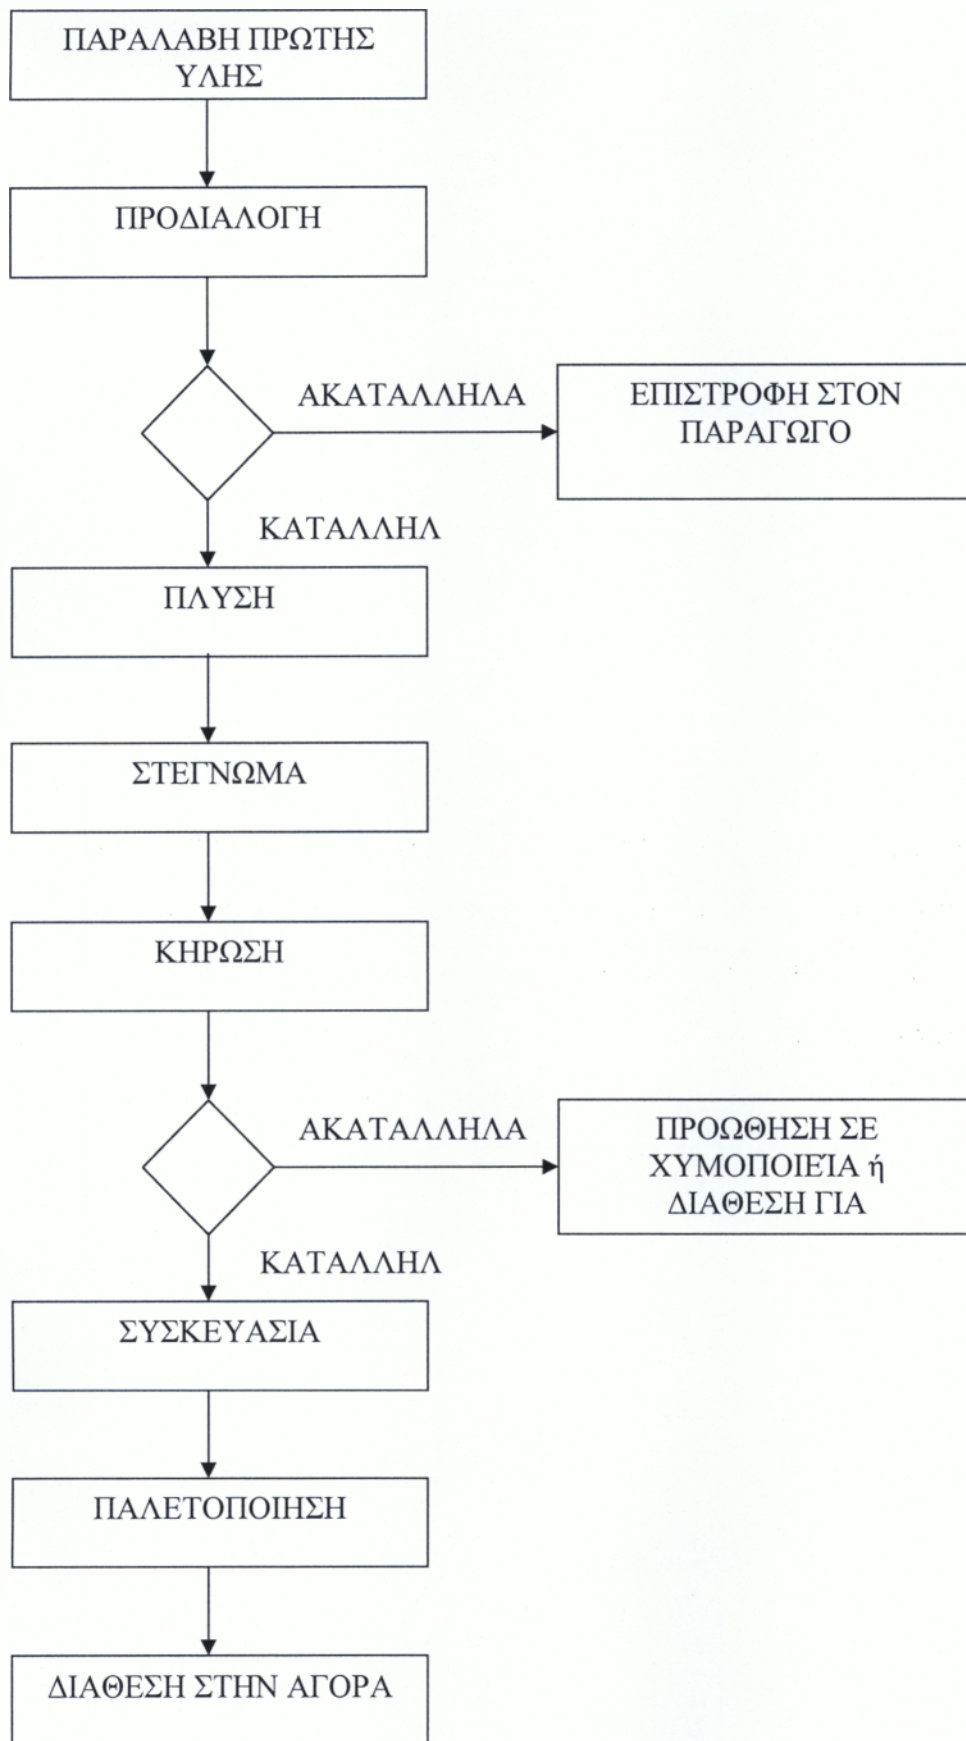 ΠΑΡΑΛΑΒΗ ΠΡΩΤΗΣ
ΥΛΗΣ
ΠΡΟΔΙΑΛΟΓΗ
ΑΚΑΤΑΛΛΗΛΑ
ΕΠΙΣΤΡΟΦΗ ΣΤΟΝ
ΠΑΡΑΓΩΓΟ
ΚΑΤΑΛΛΗΛ
ΠΛΥΣΗ
ΣΤΕΓΝΩΜΑ
ΚΗΡΩΣΗ
ΑΚΑΤΑΛΛΗΛΑ
ΠΡΟΩΘΗΣΗ ΣΕ
ΧΥΜΟΠΟΙΕΊΑ ή
ΔΙΑΘΕΣΗ ΓΙΑ
ΚΑΤΑΛΛΗΛ
ΣΥΣΚΕΥΑΣΙΑ
ΠΑΛΕΤΟΠΟΙΗΣΗ
ΔΙΑΘΕΣΗ ΣΤΗΝ ΑΓΟΡΑ